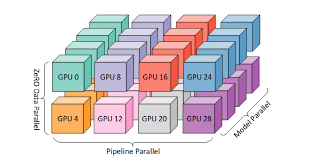 ZeRO Data Parallel
GPU 0
GPU 8
GPU 16
GPU 24
GPU 4
GPU 12
GPU 20
GPU 28
Pipeline Parallel
Model Parallel